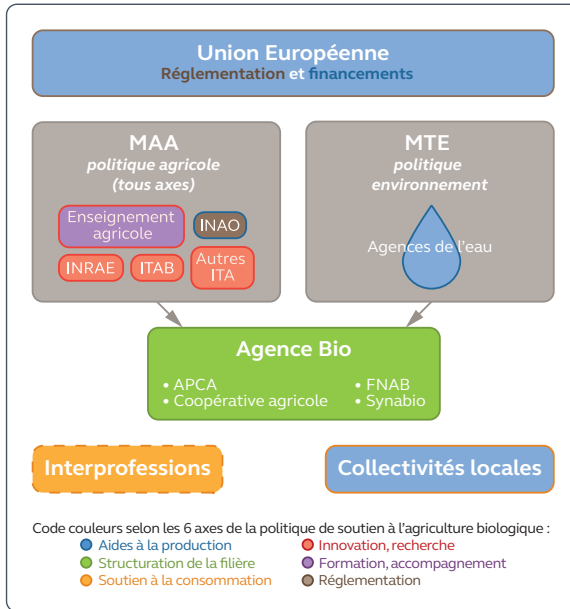 Union Européenne
Réglementation et financements
MAA
politique agricole
(tous axes)
Enseignement
agricole
INAO
INRAE
ITAB
Autres
ITA
MTE
politique
environnement
Agences de l'eau
Agence Bio
• APCA
• Coopérative agricole
• FNAB
• Synabio
Interprofessions
Collectivités locales
Code couleurs selon les 6 axes de la politique de soutien à l'agriculture biologique :
Aides à la production
Structuration de la filière
Soutien à la consommation
Innovation, recherche
Formation, accompagnement
Réglementation